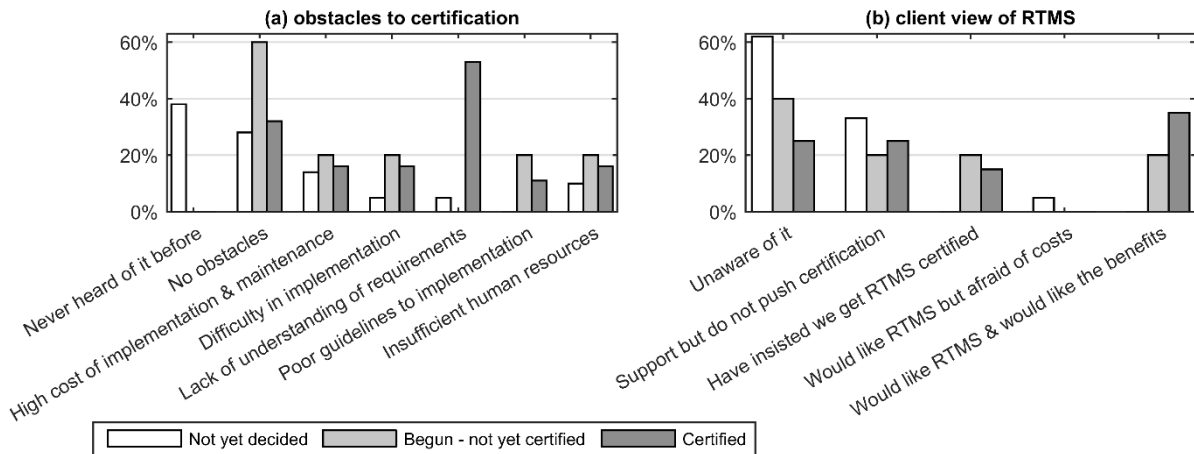 (a) obstacles to certification
60%
40%
20%
0%
Never heard of it before
No obstacles
High cost of implementation & maintenance
Difficulty in implementation
Lack of understanding of requirements
Poor guidelines to implementation
Insufficient human resources
(b) client view of RTMS
60%
40%
20%
0%
Unaware of it
Support but do not push certification
Have insisted we get RTMS certified
Would like RTMS but afraid of costs
Would like RTMS & would like the benefits
Not yet decided
Begun - not yet certified
Certified